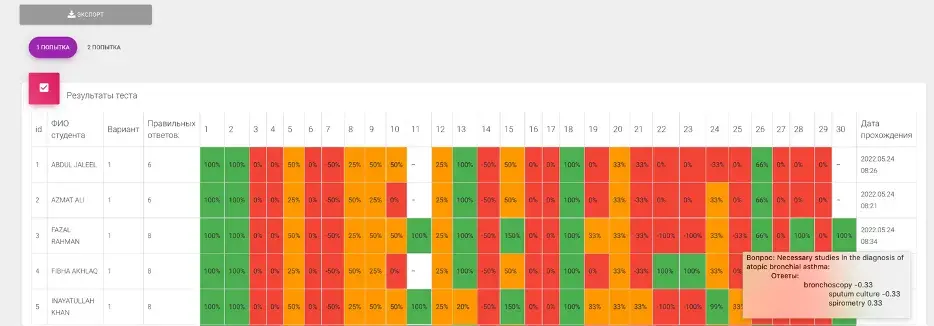 ЭКСПОРТ
1 ПОПЫТКА 2 ПОПЫТКА
Результаты теста
id ФИО студента Вариант Правильных ответов: 1 2 3 4 5 6 7 8 9 10 11 12 13 14 15 16 17 18 19 20 21 22 23 24 25 26 27 28 29 30 Дата прохождения
1 ABDUL JALEEL 1 6 100% 100% 0% 0% 50% 0% -50% 25% 50% 50% – 25% 100% -50% 50% 0% 0% 100% 0% 33% -33% 0% 0% -33% 0% 66% 0% 0% 0% – 2022.05.24 08:26
2 AZMAT ALI 1 6 100% 100% 0% 0% 25% 0% -50% 50% 25% 0% – 25% 100% -50% 50% 0% 0% 100% 0% 33% -33% 0% 0% 33% 0% 66% 0% 0% 0% – 2022.05.24 08:21
3 FAZAL RAHMAN 1 8 100% 100% 0% 0% 50% 0% -50% 25% 50% 50% 100% 25% 100% -50% 150% 0% 0% 100% 33% 33% -33% -100% -100% 33% -33% 66% 0% 100% 0% 100% 2022.05.24 08:34
4 FIBHA AKHLAQ 1 8 100% 100% 0% 0% 50% 0% -50% 50% 25% 0% – 25% 100% -50% 50% 0% 0% 100% 0% 33% -33% 100% 100% 33% 0%
5 INAYATULLAH KHAN 1 8 100% 100% 0% 0% 50% 0% -50% 25% 50% 50% 100% 25% 20% -50% 150% 0% 0% 100% 33% 33% -33% -100% -100% 99%
Вопрос: Necessary studies in the diagnosis of
atopic bronchial asthma:
Ответы:
bronchoscopy -0.33
sputum culture -0.33
spirometry 0.33